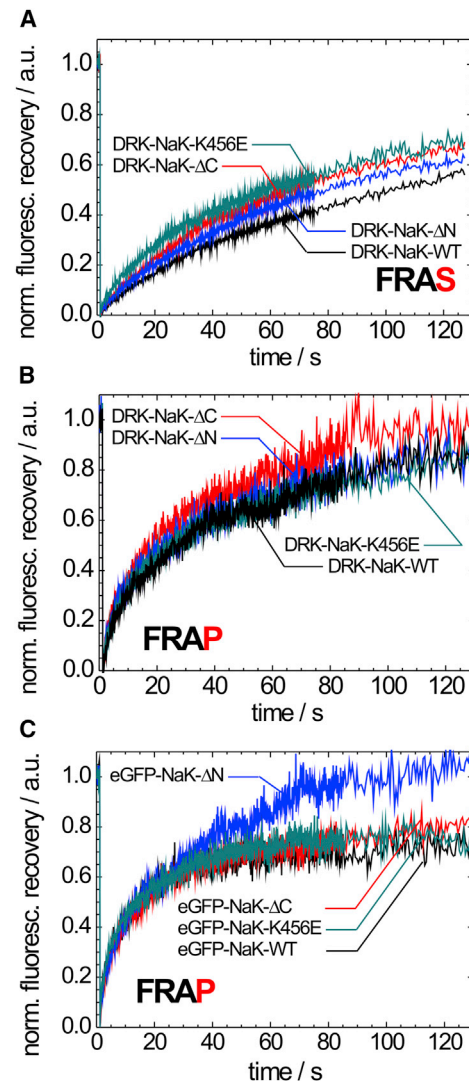 A
norm. fluoresc. recovery / a.u.
1.0
0.8
0.6
0.4
0.2
0.0
DRK-NaK-K456E
DRK-NaK-ΔC
DRK-NaK-ΔN
DRK-NaK-WT
FRAS
0 20 40 60 80 100 120
time / s
B
norm. fluoresc. recovery / a.u.
1.0
0.8
0.6
0.4
0.2
0.0
DRK-NaK-ΔC
DRK-NaK-ΔN
DRK-NaK-K456E
DRK-NaK-WT
FRAP
0 20 40 60 80 100 120
time / s
C
norm. fluoresc. recovery / a.u.
1.0
0.8
0.6
0.4
0.2
0.0
eGFP-NaK-ΔN
eGFP-NaK-ΔC
eGFP-NaK-K456E
eGFP-NaK-WT
FRAP
0 20 40 60 80 100 120
time / s